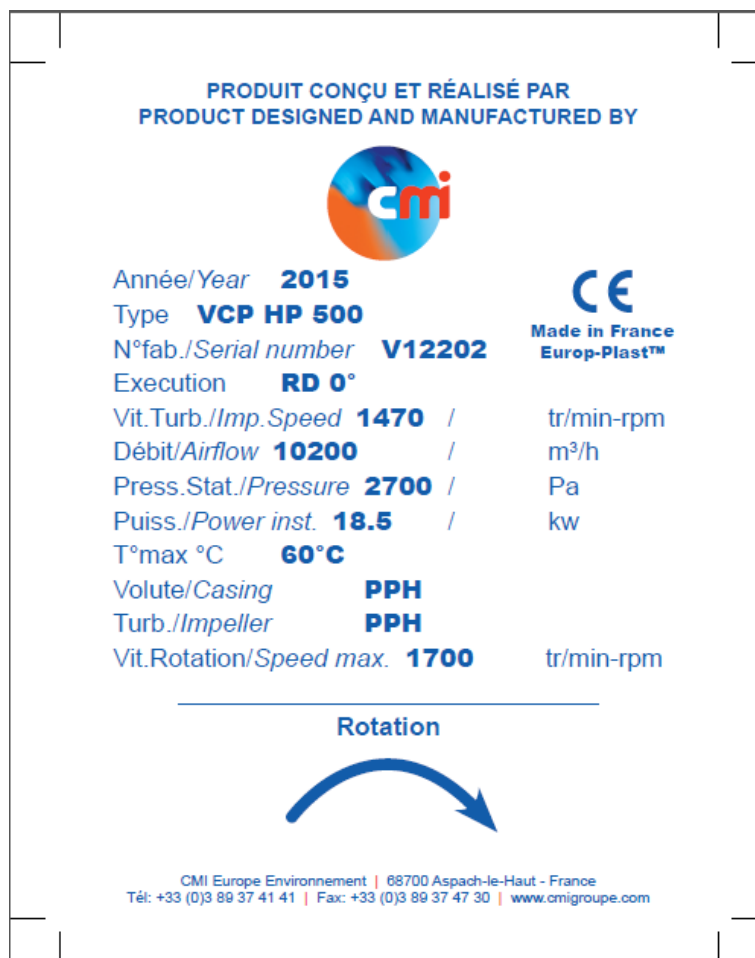 PRODUIT CONÇU ET RÉALISÉ PAR
PRODUCT DESIGNED AND MANUFACTURED BY
cmi
Année/Year 2015
CE
Type VCP HP 500
Made in France
N°fab./Serial number V12202
Europ-Plast™
Execution RD 0°
Vit.Turb./Imp.Speed 1470 / tr/min-rpm
Débit/Airflow 10200 / m³/h
Press.Stat./Pressure 2700 / Pa
Puiss./Power inst. 18.5 / kw
T°max °C 60°C
Volute/Casing PPH
Turb./Impeller PPH
Vit.Rotation/Speed max. 1700 tr/min-rpm
Rotation
CMI Europe Environnement | 68700 Aspach-le-Haut - France
Tél: +33 (0)3 89 37 41 41 | Fax: +33 (0)3 89 37 47 30 | www.cmigroupe.com